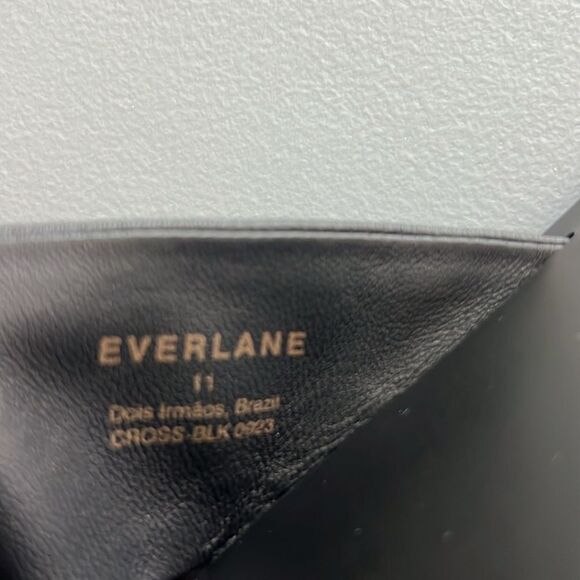 EVERLANE
11
Dois Irmãos, Brazil
CROSS-BLK 0923